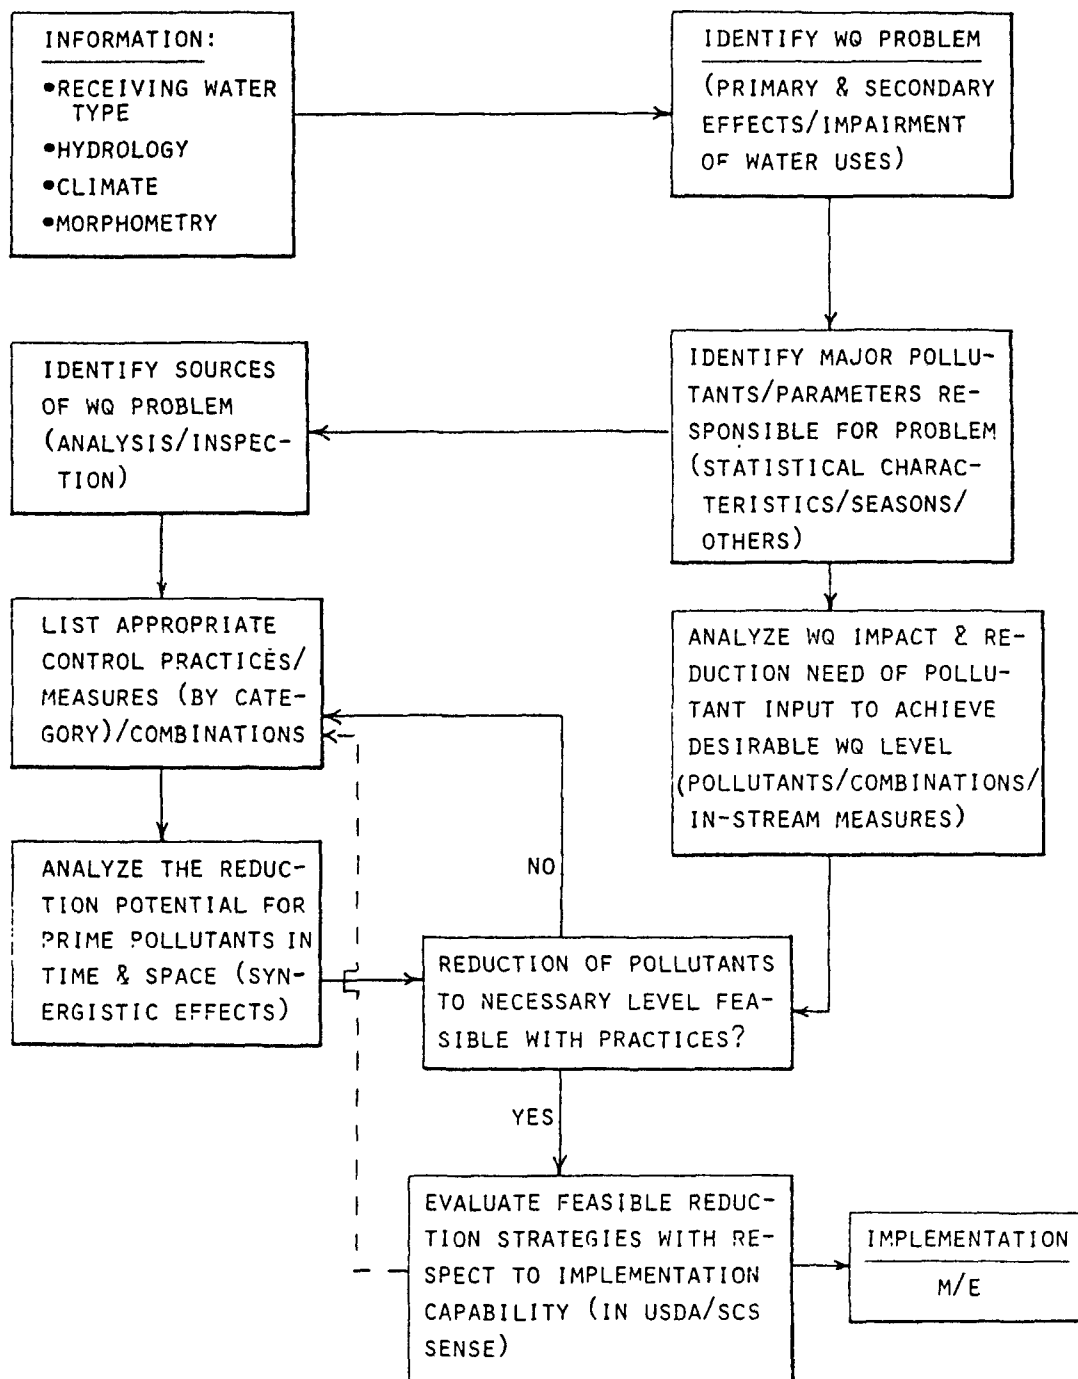 INFORMATION:
•RECEIVING WATER
TYPE
•HYDROLOGY
•CLIMATE
•MORPHOMETRY
IDENTIFY WQ PROBLEM
(PRIMARY & SECONDARY
EFFECTS/IMPAIRMENT
OF WATER USES)
IDENTIFY MAJOR POLLU-
TANTS/PARAMETERS RE-
SPONSIBLE FOR PROBLEM
(STATISTICAL CHARAC-
TERISTICS/SEASONS/
OTHERS)
IDENTIFY SOURCES
OF WQ PROBLEM
(ANALYSIS/INSPEC-
TION)
LIST APPROPRIATE
CONTROL PRACTICES/
MEASURES (BY CATE-
GORY)/COMBINATIONS
ANALYZE WQ IMPACT & RE-
DUCTION NEED OF POLLU-
TANT INPUT TO ACHIEVE
DESIRABLE WQ LEVEL
(POLLUTANTS/COMBINATIONS/
IN-STREAM MEASURES)
ANALYZE THE REDUC-
TION POTENTIAL FOR
PRIME POLLUTANTS IN
TIME & SPACE (SYN-
ERGISTIC EFFECTS)
NO
REDUCTION OF POLLUTANTS
TO NECESSARY LEVEL FEA-
SIBLE WITH PRACTICES?
YES
EVALUATE FEASIBLE REDUC-
TION STRATEGIES WITH RE-
SPECT TO IMPLEMENTATION
CAPABILITY (IN USDA/SCS
SENSE)
IMPLEMENTATION
M/E